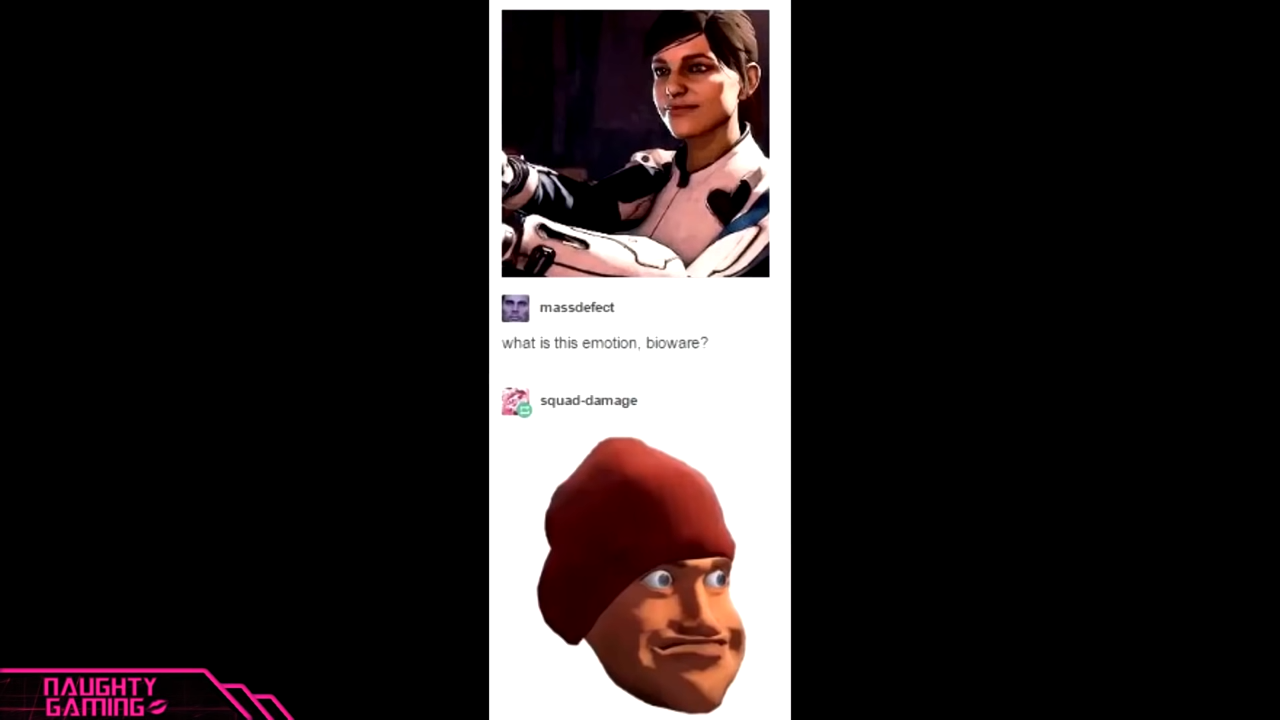 massdefect
what is this emotion, bioware?
squad-damage
NAUGHTY
GAMING